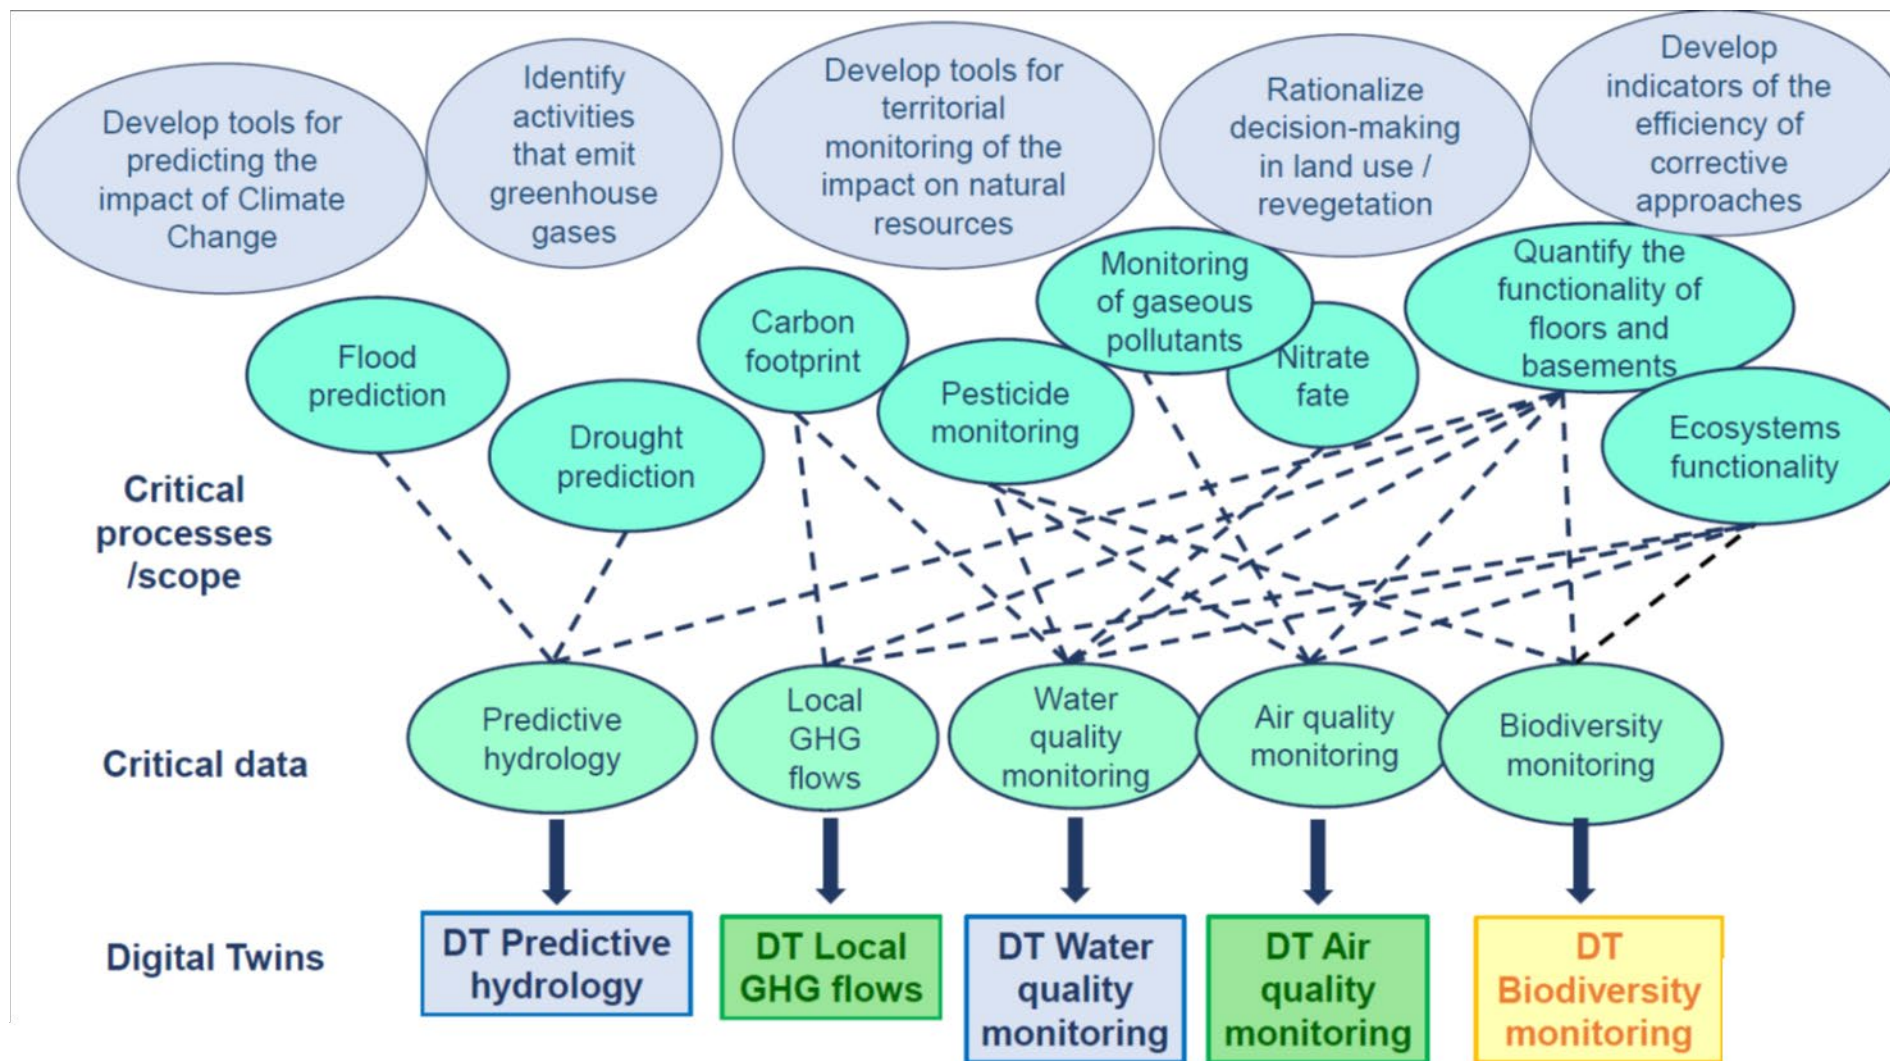 Develop tools for
predicting the
impact of Climate
Change
Identify
activities
that emit
greenhouse
gases
Develop tools for
territorial
monitoring of the
impact on natural
resources
Rationalize
decision-making
in land use /
revegetation
Develop
indicators of the
efficiency of
corrective
approaches
Flood
prediction
Drought
prediction
Carbon
footprint
Pesticide
monitoring
Monitoring
of gaseous
pollutants
Nitrate
fate
Quantify the
functionality of
floors and
basements
Ecosystems
functionality
Critical
processes
/scope
Critical data
Predictive
hydrology
Local
GHG
flows
Water
quality
monitoring
Air quality
monitoring
Biodiversity
monitoring
Digital Twins
DT Predictive
hydrology
DT Local
GHG flows
DT Water
quality
monitoring
DT Air
quality
monitoring
DT
Biodiversity
monitoring